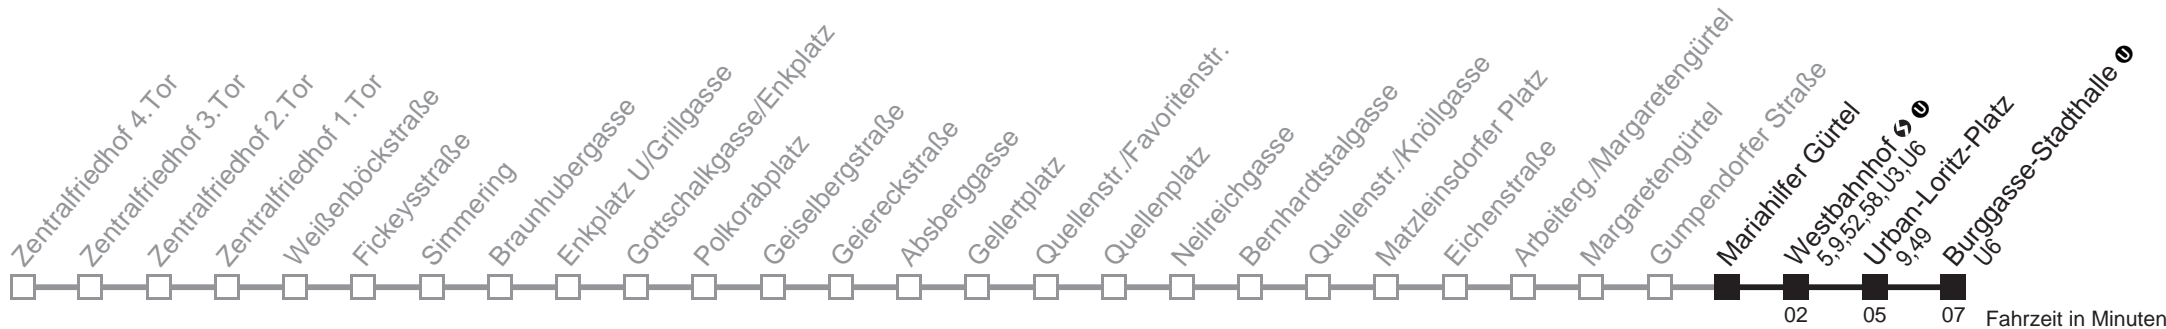 Zentralfriedhof 4.Tor
Zentralfriedhof 3.Tor
Zentralfriedhof 2.Tor
Zentralfriedhof 1.Tor
Weißenböckstraße
Fickeysstraße
Simmering
Braunhubergasse
Enkplatz U/Grillgasse
Gottschalkgasse/Enkplatz
Polkorabplatz
Geiselbergstraße
Geiereckstraße
Absberggasse
Gellertplatz
Quellenstr./Favoritenstr.
Quellenplatz
Neilreichgasse
Bernhardtstalgasse
Quellenstr./Knöllgasse
Matzleinsdorfer Platz
Eichenstraße
Arbeiterg./Margaretengürtel
Margaretengürtel
Gumpendorfer Straße
Mariahilfer Gürtel
Westbahnhof S U
5,9,52,58,U3,U6
Urban-Loritz-Platz
9,49
Burggasse-Stadthalle U
U6
02 05 07 Fahrzeit in Minuten